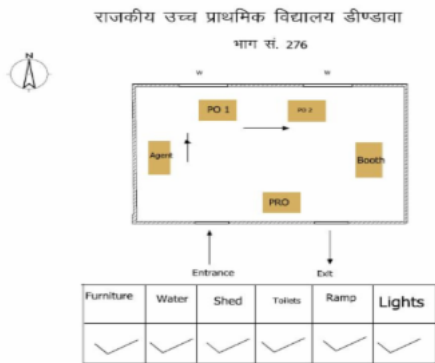 राजकीय उच्च प्राथमिक विद्यालय डीण्डावा
भाग सं. 276
N
W W
PO 1 PO 2
Agent Booth
PRO
Entrance Exit
Furniture Water Shed Toilets Ramp Lights